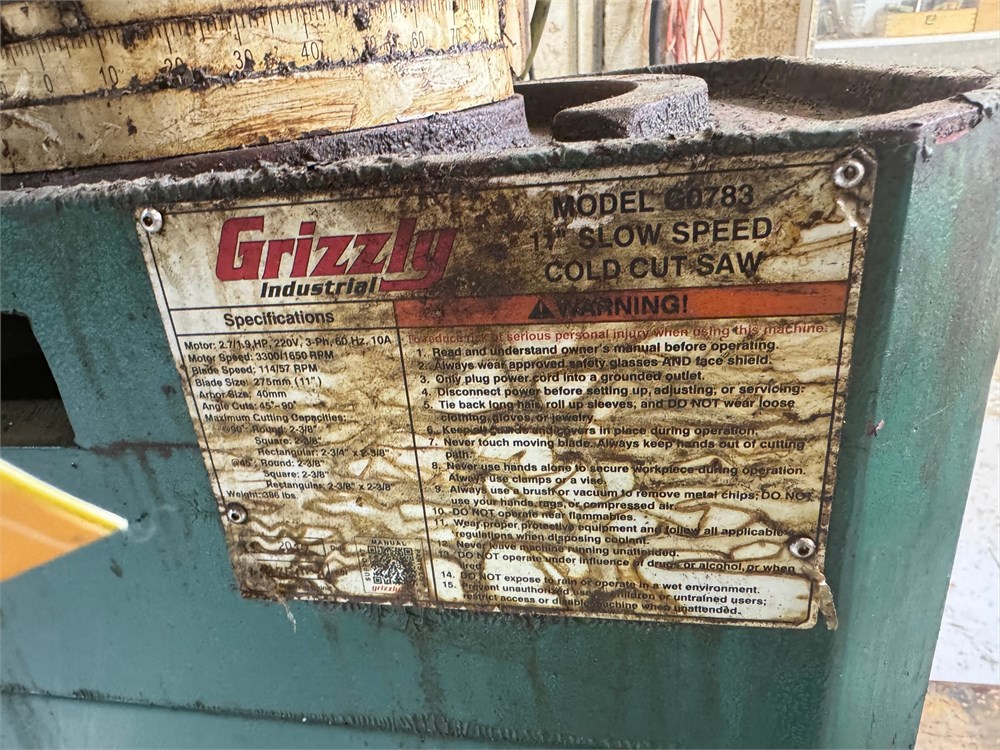 0 10 20 30 40 60 70
Grizzly
Industrial
MODEL G0783
11" SLOW SPEED
COLD CUT SAW
Specifications
Motor: 2.7/1.9 HP, 220V, 3-Ph, 60 Hz, 10A
Motor Speed: 3300/1650 RPM
Blade Speed: 114/57 RPM
Blade Size: 275mm (11")
Arbor Size: 40mm
Angle Cuts: 45°-90°
Maximum Cutting Capacities:
@90°: Round: 2-3/8"
Square: 2-3/8"
Rectangular: 2-3/4" x 2-3/8"
@45°: Round: 2-3/8"
Square: 2-3/8"
Rectangular: 2-3/8" x 2-3/8"
Weight: 386 lbs.
MANUAL
grizzly
WARNING!
To reduce risk of serious personal injury when using this machine:
1. Read and understand owner's manual before operating.
2. Always wear approved safety glasses AND face shield.
3. Only plug power cord into a grounded outlet.
4. Disconnect power before setting up, adjusting, or servicing.
5. Tie back long hair, roll up sleeves, and DO NOT wear loose
clothing, gloves, or jewelry.
6. Keep all guards and covers in place during operation.
7. Never touch moving blade. Always keep hands out of cutting
path.
8. Never use hands alone to secure workpiece during operation.
Always use clamps or a vise.
9. Always use a brush or vacuum to remove metal chips; DO NOT
use your hands, rags, or compressed air.
10. DO NOT operate near flammables.
11. Wear proper protective equipment and follow all applicable
regulations when disposing coolant.
Never leave machine running unattended.
13. DO NOT operate under influence of drugs or alcohol, or when
tired.
14. DO NOT expose to rain or operate in a wet environment.
15. Prevent unauthorized use by children or untrained users;
restrict access or disable machine when unattended.